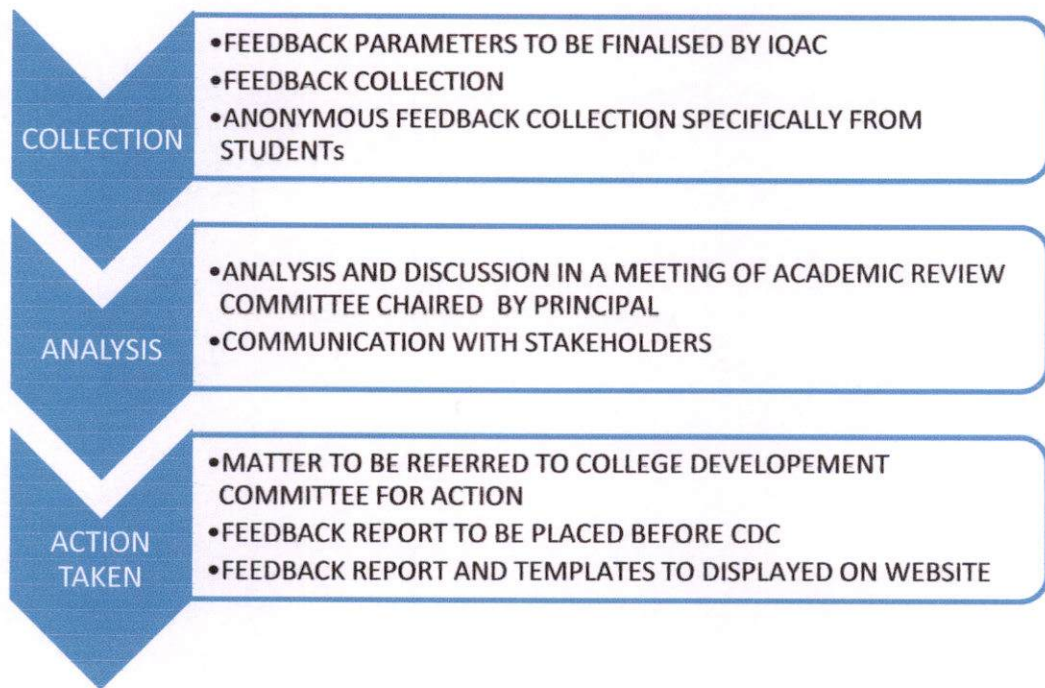 COLLECTION
•FEEDBACK PARAMETERS TO BE FINALISED BY IQAC
•FEEDBACK COLLECTION
•ANONYMOUS FEEDBACK COLLECTION SPECIFICALLY FROM
STUDENTs
ANALYSIS
•ANALYSIS AND DISCUSSION IN A MEETING OF ACADEMIC REVIEW
COMMITTEE CHAIRED BY PRINCIPAL
•COMMUNICATION WITH STAKEHOLDERS
ACTION
TAKEN
•MATTER TO BE REFERRED TO COLLEGE DEVELOPEMENT
COMMITTEE FOR ACTION
•FEEDBACK REPORT TO BE PLACED BEFORE CDC
•FEEDBACK REPORT AND TEMPLATES TO DISPLAYED ON WEBSITE